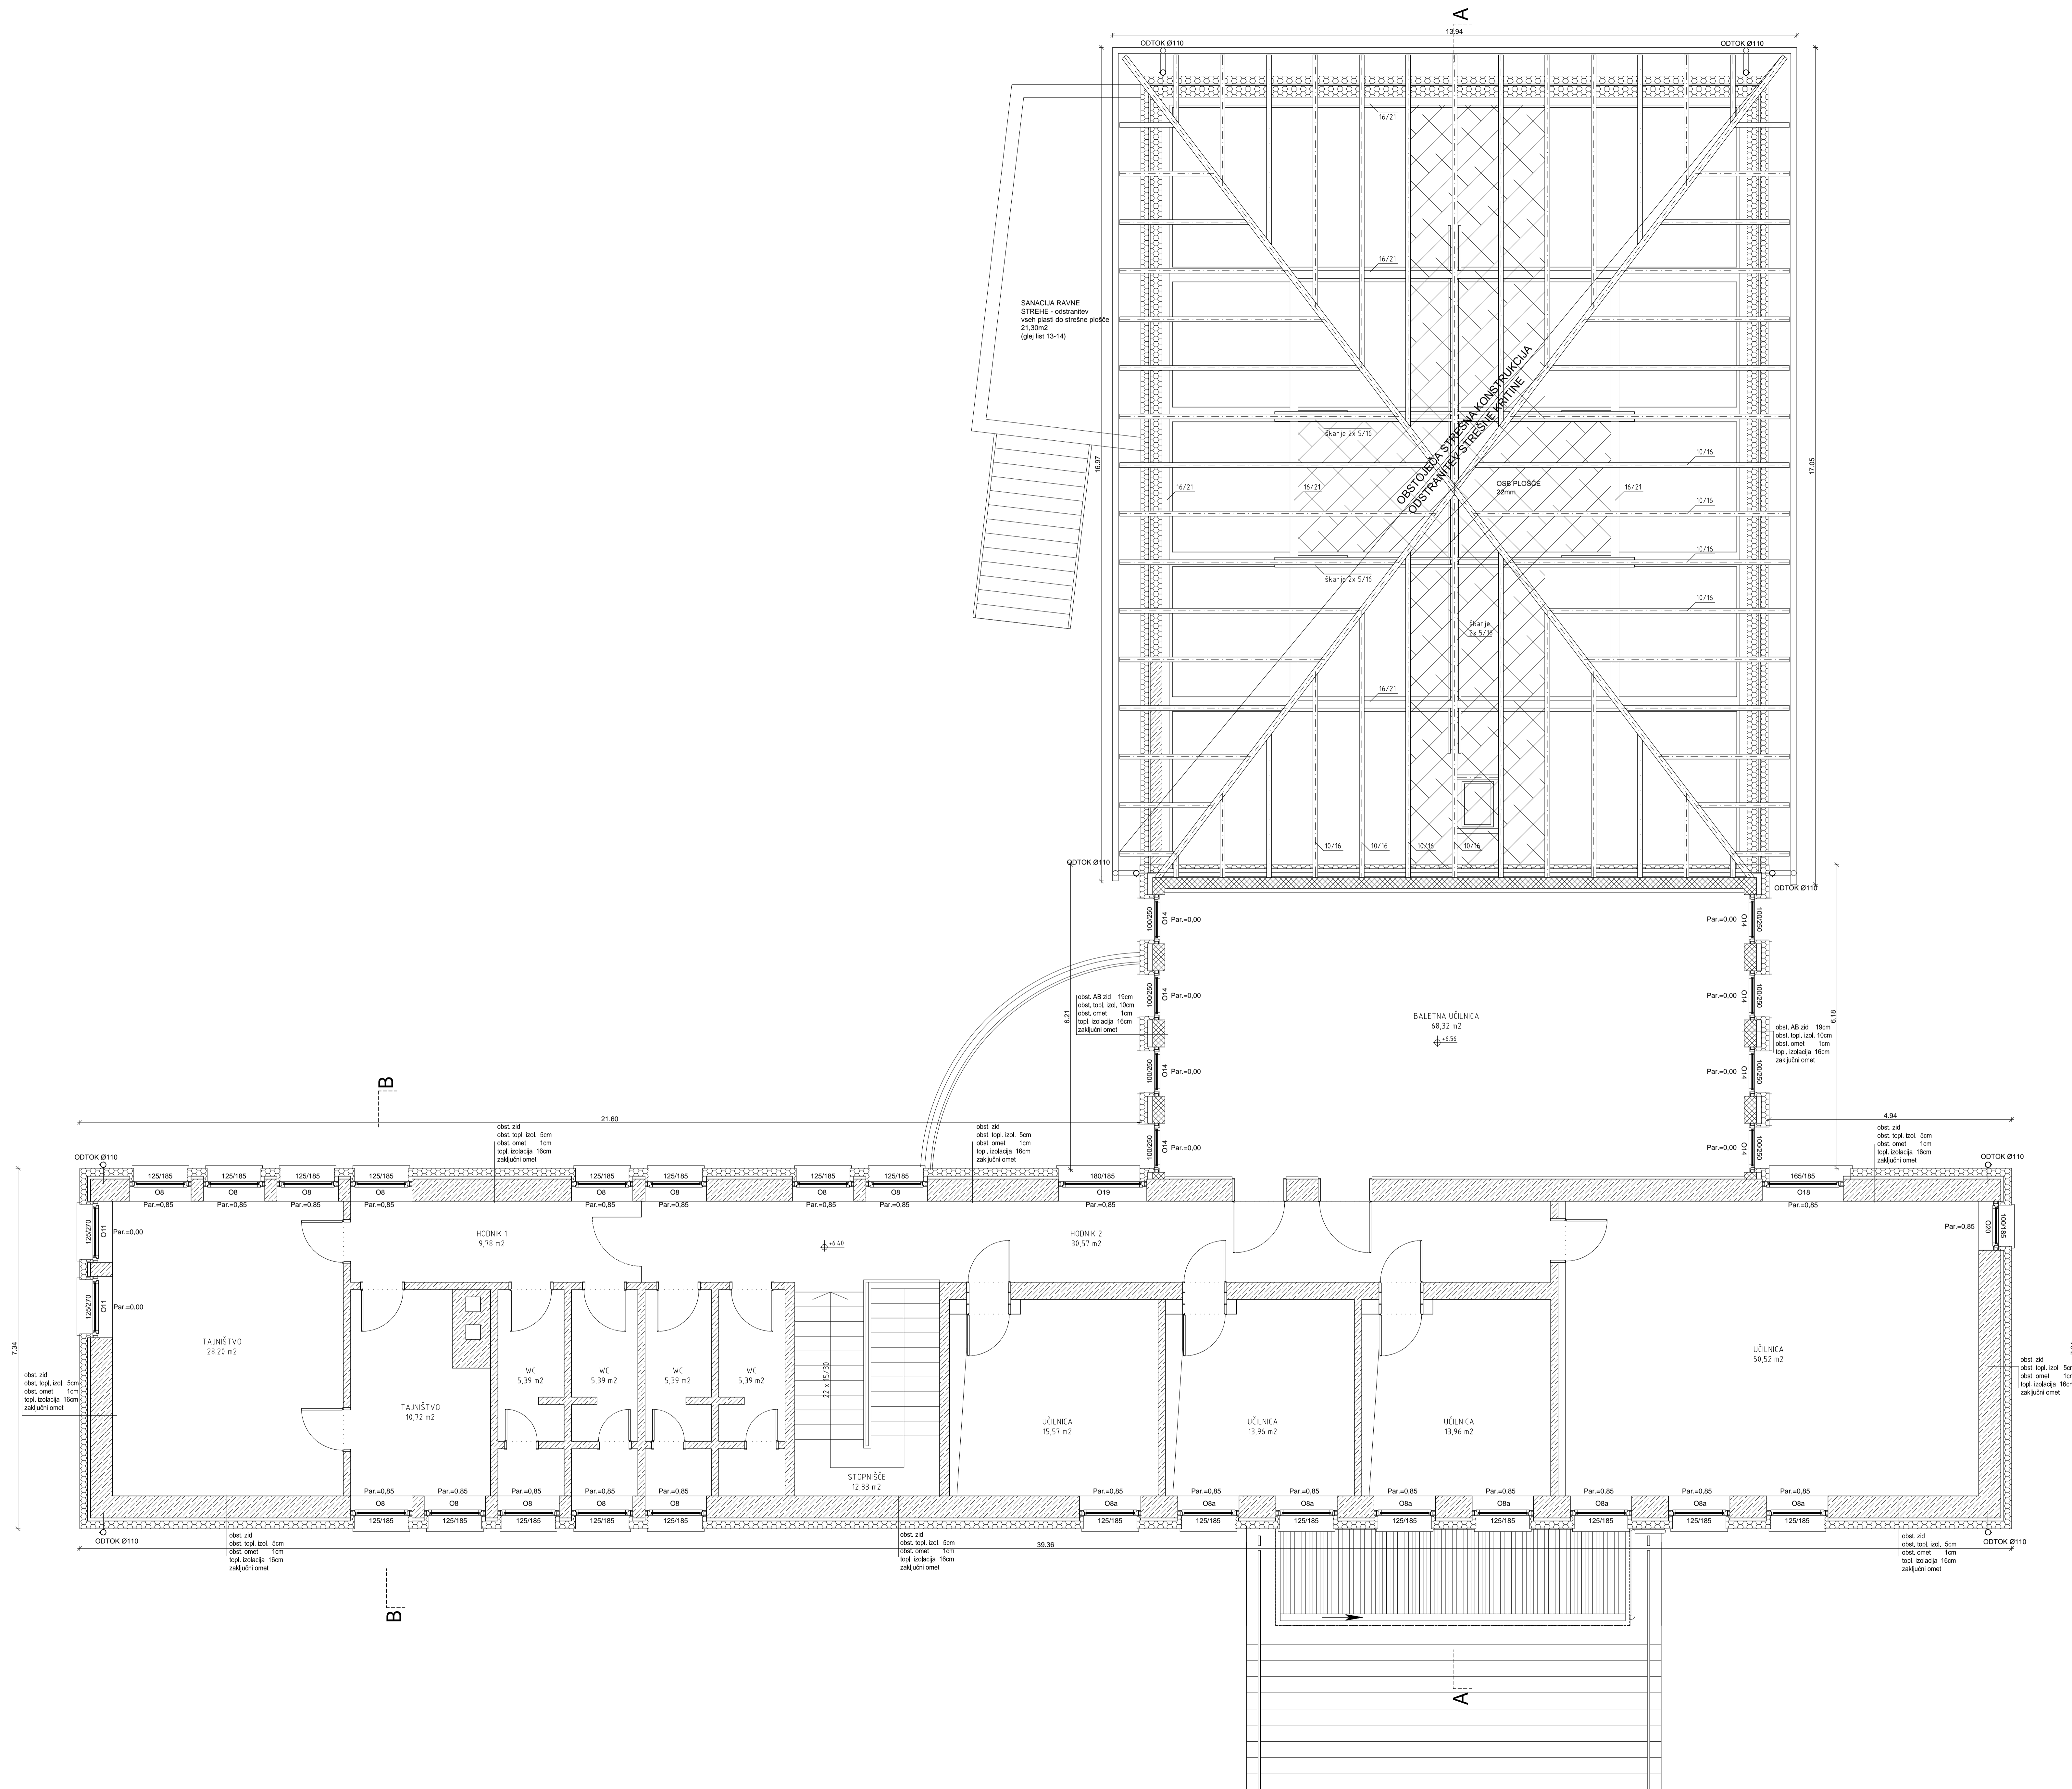 A
13.94
ODTOK Ø110
ODTOK Ø110
16/21
16/21
SANACIJA RAVNE
STREHE - odstranitev
vseh plasti do strešne plošče
21,30m2
(glej list 13-14)
OBSTOJEČA STREŠNA KONSTRUKCIJA
ODSTRANITEV STREŠNE KRITINE
škarje 2x 5/16
16.97
17.05
10/16
16/21
16/21
OSB PLOŠČE
22mm
16/21
10/16
10/16
škarje 2x 5/16
10/16
škarje
2x 5/16
16/21
10/16
10/16
10/16
10/16
ODTOK Ø110
ODTOK Ø110
100/250
O14
Par.=0,00
Par.=0,00
O14
100/250
100/250
O14
Par.=0,00
Par.=0,00
O14
100/250
obst. AB zid 19cm
obst. topl. izol. 10cm
obst. omet 1cm
topl. izolacija 16cm
zaključni omet
6.21
BALETNA UČILNICA
68,32 m2
+6.56
6.18
obst. AB zid 19cm
obst. topl. izol. 10cm
obst. omet 1cm
topl. izolacija 16cm
zaključni omet
100/250
O14
Par.=0,00
Par.=0,00
O14
100/250
B
21.60
4.94
100/250
O14
Par.=0,00
Par.=0,00
O14
100/250
obst. zid
obst. topl. izol. 5cm
obst. omet 1cm
topl. izolacija 16cm
zaključni omet
obst. zid
obst. topl. izol. 5cm
obst. omet 1cm
topl. izolacija 16cm
zaključni omet
obst. zid
obst. topl. izol. 5cm
obst. omet 1cm
topl. izolacija 16cm
zaključni omet
ODTOK Ø110
ODTOK Ø110
125/185
125/185
125/185
125/185
125/185
125/185
125/185
125/185
180/185
165/185
O8
O8
O8
O8
O8
O8
O8
O8
O19
O18
Par.=0,85
Par.=0,85
Par.=0,85
Par.=0,85
Par.=0,85
Par.=0,85
Par.=0,85
Par.=0,85
Par.=0,85
Par.=0,85
125/270
O11
Par.=0,00
HODNIK 1
9,78 m2
+6.40
HODNIK 2
30,57 m2
Par.=0,85
O20
100/185
125/270
O11
Par.=0,00
7.34
TAJNIŠTVO
28.20 m2
UČILNICA
50,52 m2
WC
5,39 m2
WC
5,39 m2
WC
5,39 m2
WC
5,39 m2
22 x 15/30
obst. zid
obst. topl. izol. 5cm
obst. omet 1cm
topl. izolacija 16cm
zaključni omet
obst. zid
obst. topl. izol. 5cm
obst. omet 1cm
topl. izolacija 16cm
zaključni omet
TAJNIŠTVO
10,72 m2
UČILNICA
15,57 m2
UČILNICA
13,96 m2
UČILNICA
13,96 m2
STOPNIŠČE
12,83 m2
Par.=0,85
Par.=0,85
Par.=0,85
Par.=0,85
Par.=0,85
Par.=0,85
Par.=0,85
Par.=0,85
Par.=0,85
Par.=0,85
Par.=0,85
Par.=0,85
Par.=0,85
O8
O8
O8
O8
O8
O8a
O8a
O8a
O8a
O8a
O8a
O8a
O8a
125/185
125/185
125/185
125/185
125/185
125/185
125/185
125/185
125/185
125/185
125/185
125/185
125/185
ODTOK Ø110
ODTOK Ø110
39.36
obst. zid
obst. topl. izol. 5cm
obst. omet 1cm
topl. izolacija 16cm
zaključni omet
obst. zid
obst. topl. izol. 5cm
obst. omet 1cm
topl. izolacija 16cm
zaključni omet
obst. zid
obst. topl. izol. 5cm
obst. omet 1cm
topl. izolacija 16cm
zaključni omet
B
A